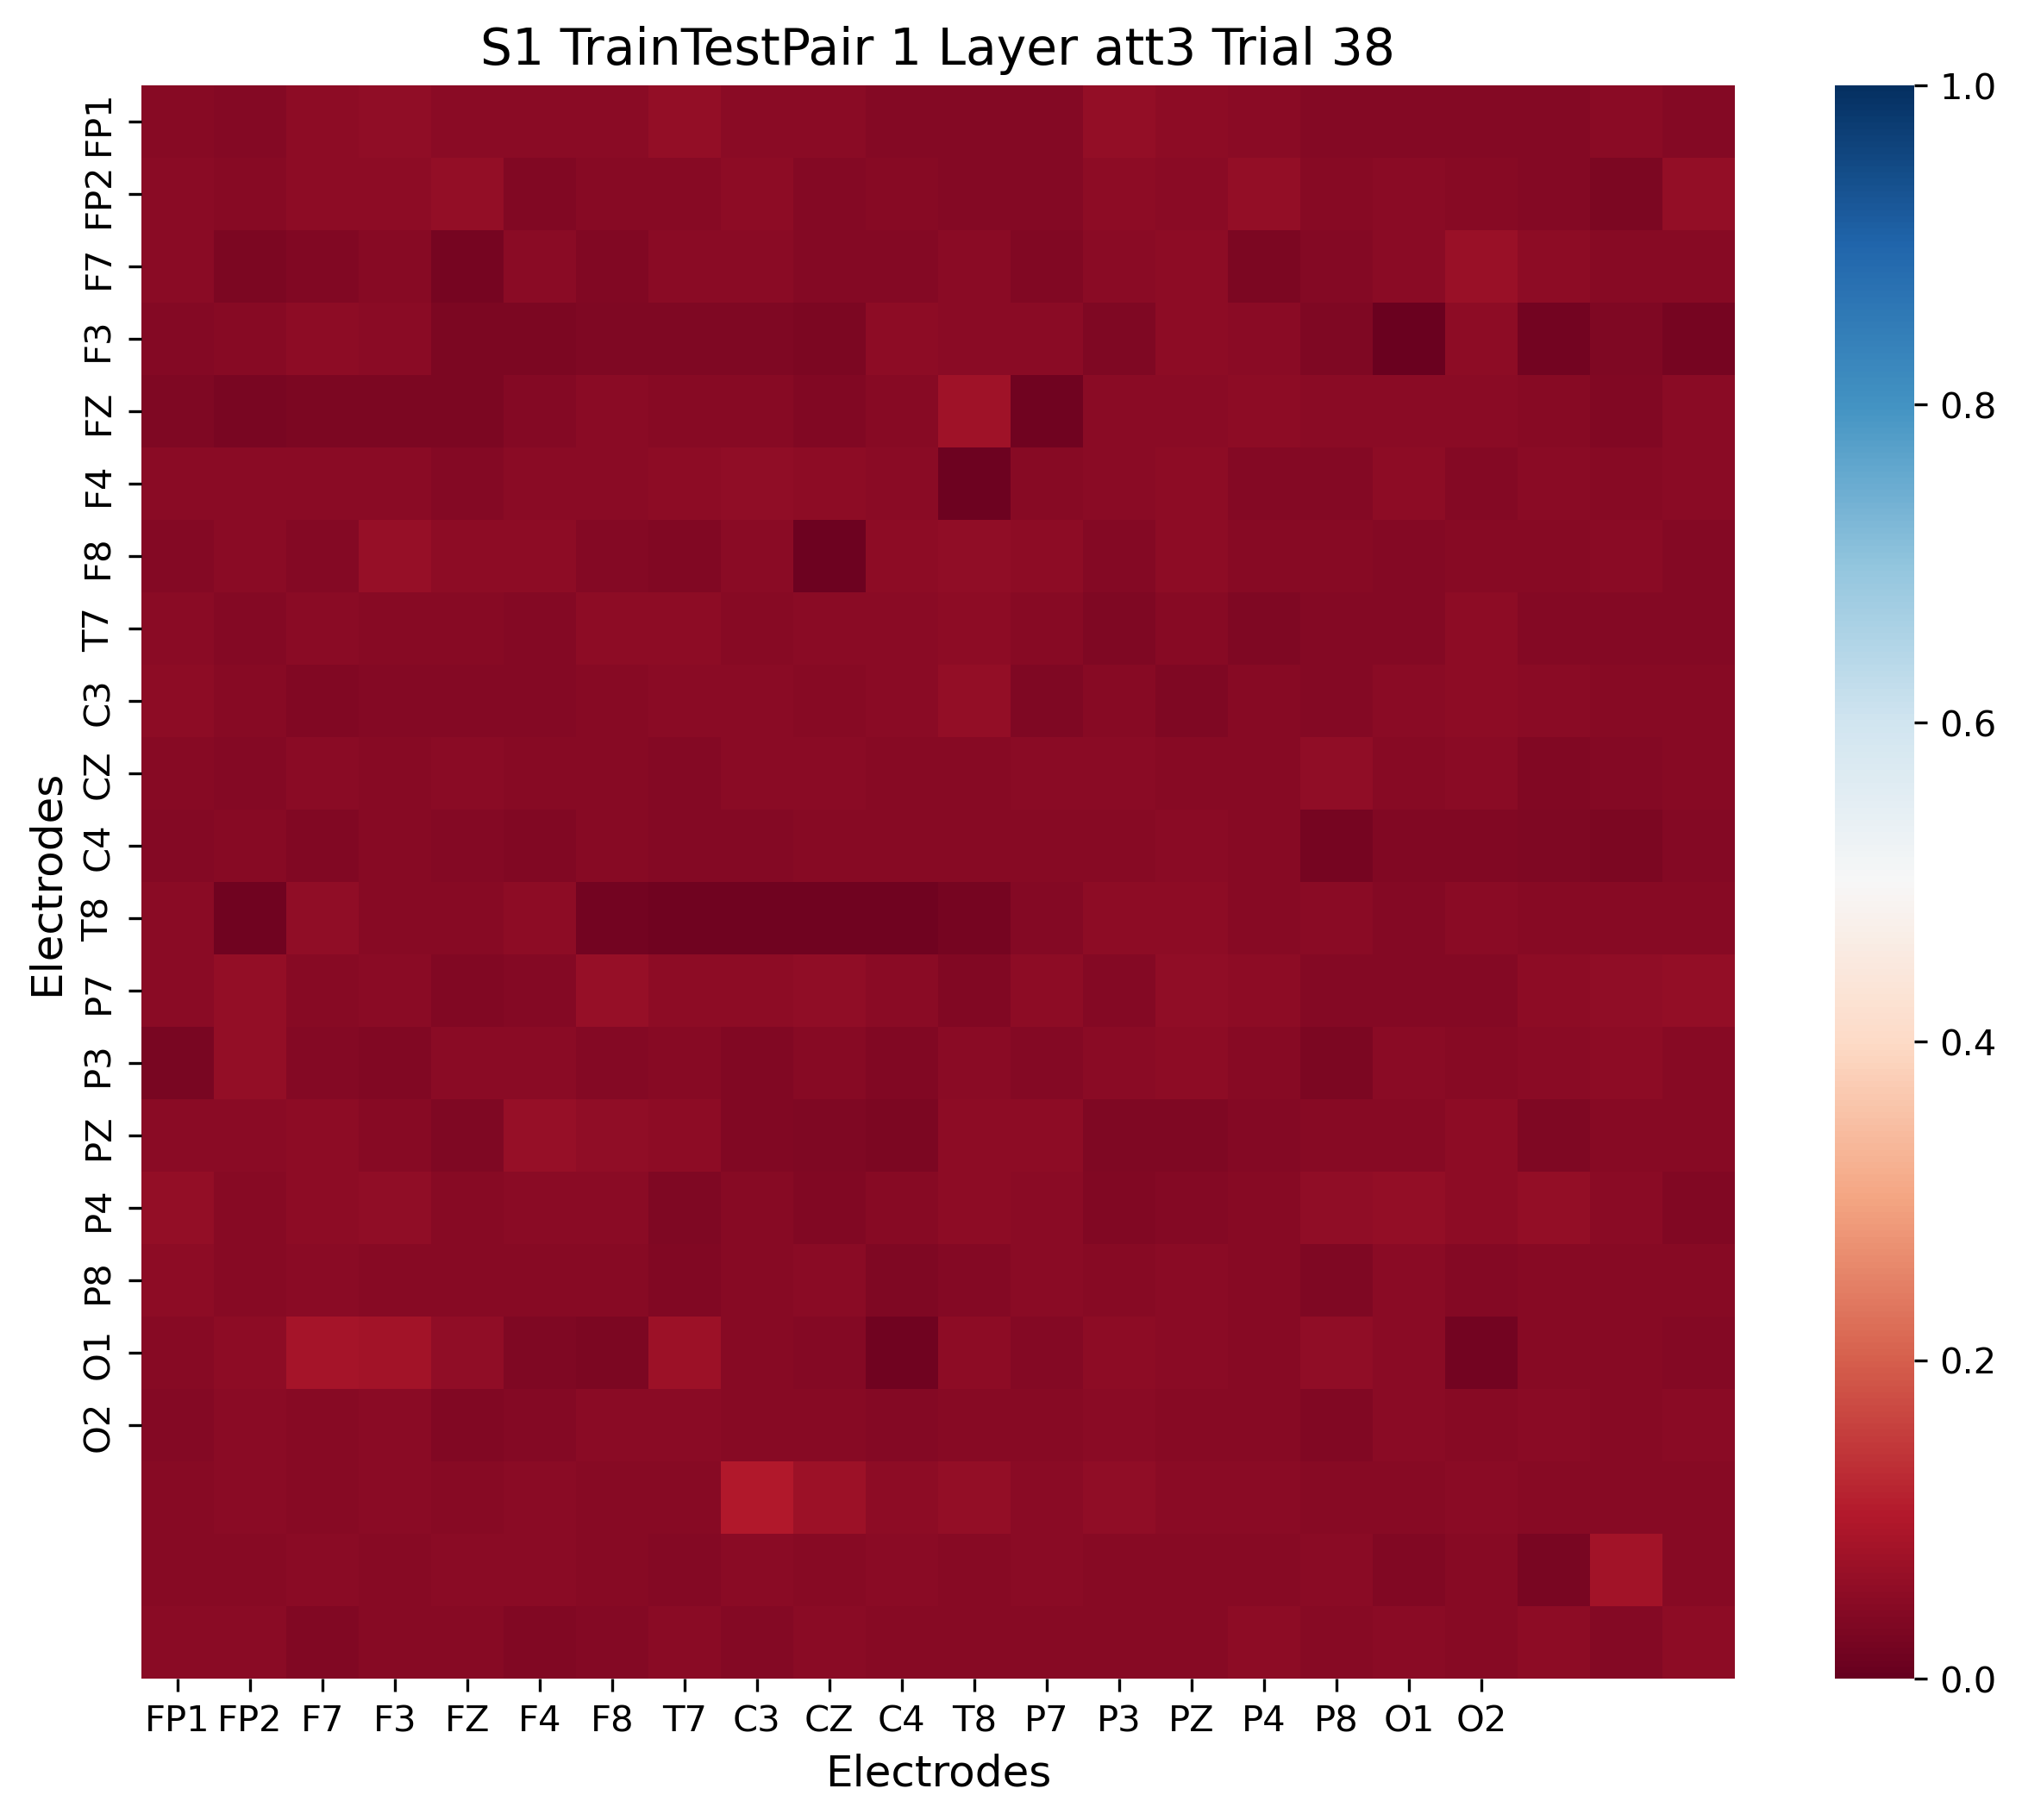 S1 TrainTestPair 1 Layer att3 Trial 38
Electrodes
FP1
FP2
F7
F3
FZ
F4
F8
T7
C3
CZ
C4
T8
P7
P3
PZ
P4
P8
O1
O2
FP1 FP2 F7 F3 FZ F4 F8 T7 C3 CZ C4 T8 P7 P3 PZ P4 P8 O1 O2
Electrodes
1.0
0.8
0.6
0.4
0.2
0.0